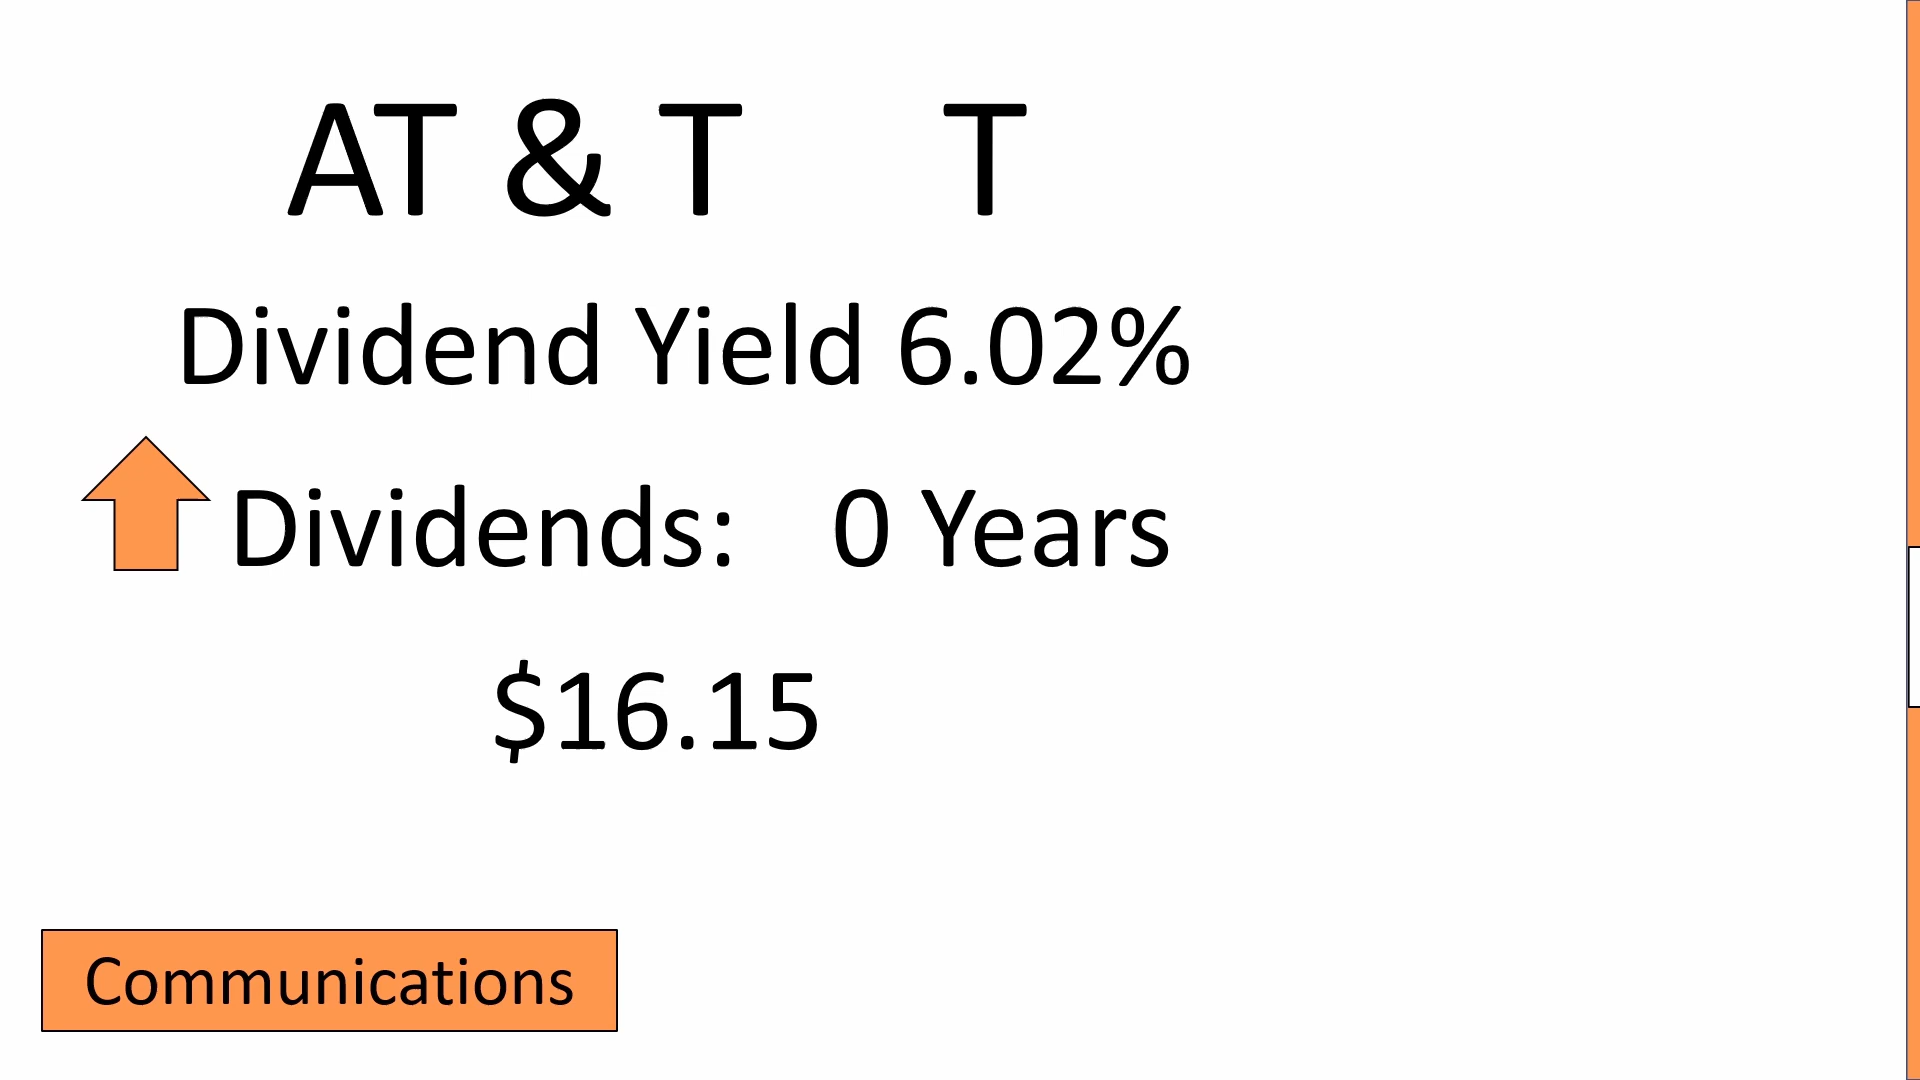 AT & T T
Dividend Yield 6.02%
Dividends: 0 Years
$16.15
Communications